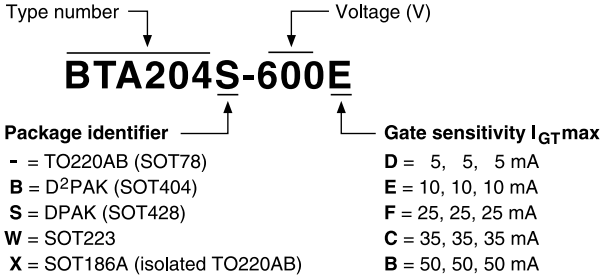 Type number Voltage (V)
BTA204S-600E
Package identifier Gate sensitivity IGTmax
- = TO220AB (SOT78) D = 5, 5, 5 mA
B = D2PAK (SOT404) E = 10, 10, 10 mA
S = DPAK (SOT428) F = 25, 25, 25 mA
W = SOT223 C = 35, 35, 35 mA
X = SOT186A (isolated TO220AB) B = 50, 50, 50 mA